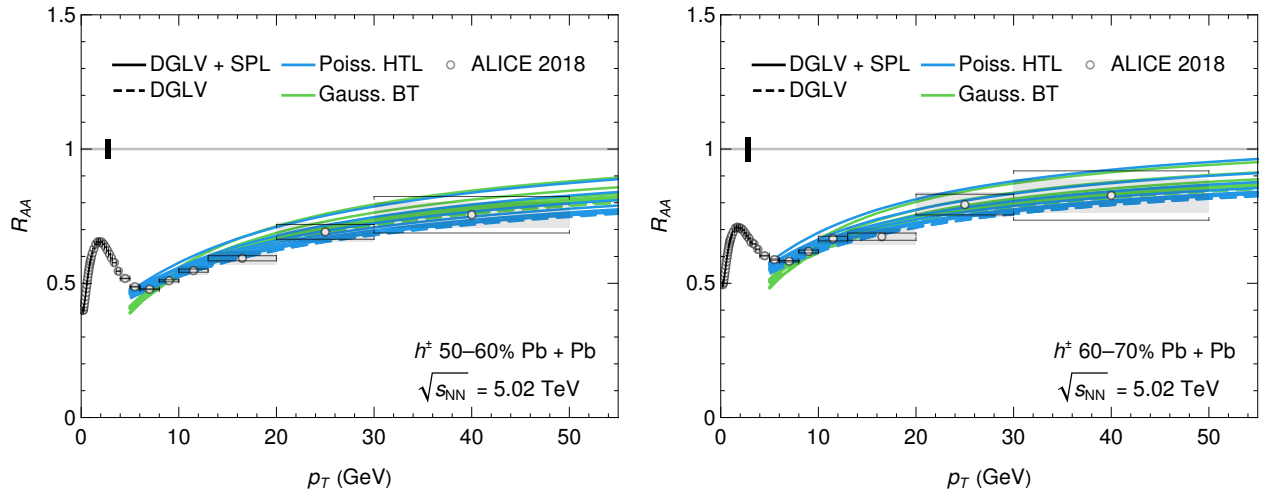 1.5
DGLV + SPL
Poiss. HTL
ALICE 2018
DGLV
Gauss. BT
1
R_AA
0.5
h± 50–60% Pb + Pb
√s_NN = 5.02 TeV
0
0 10 20 30 40 50
p_T (GeV)
1.5
DGLV + SPL
Poiss. HTL
ALICE 2018
DGLV
Gauss. BT
1
R_AA
0.5
h± 60–70% Pb + Pb
√s_NN = 5.02 TeV
0
0 10 20 30 40 50
p_T (GeV)